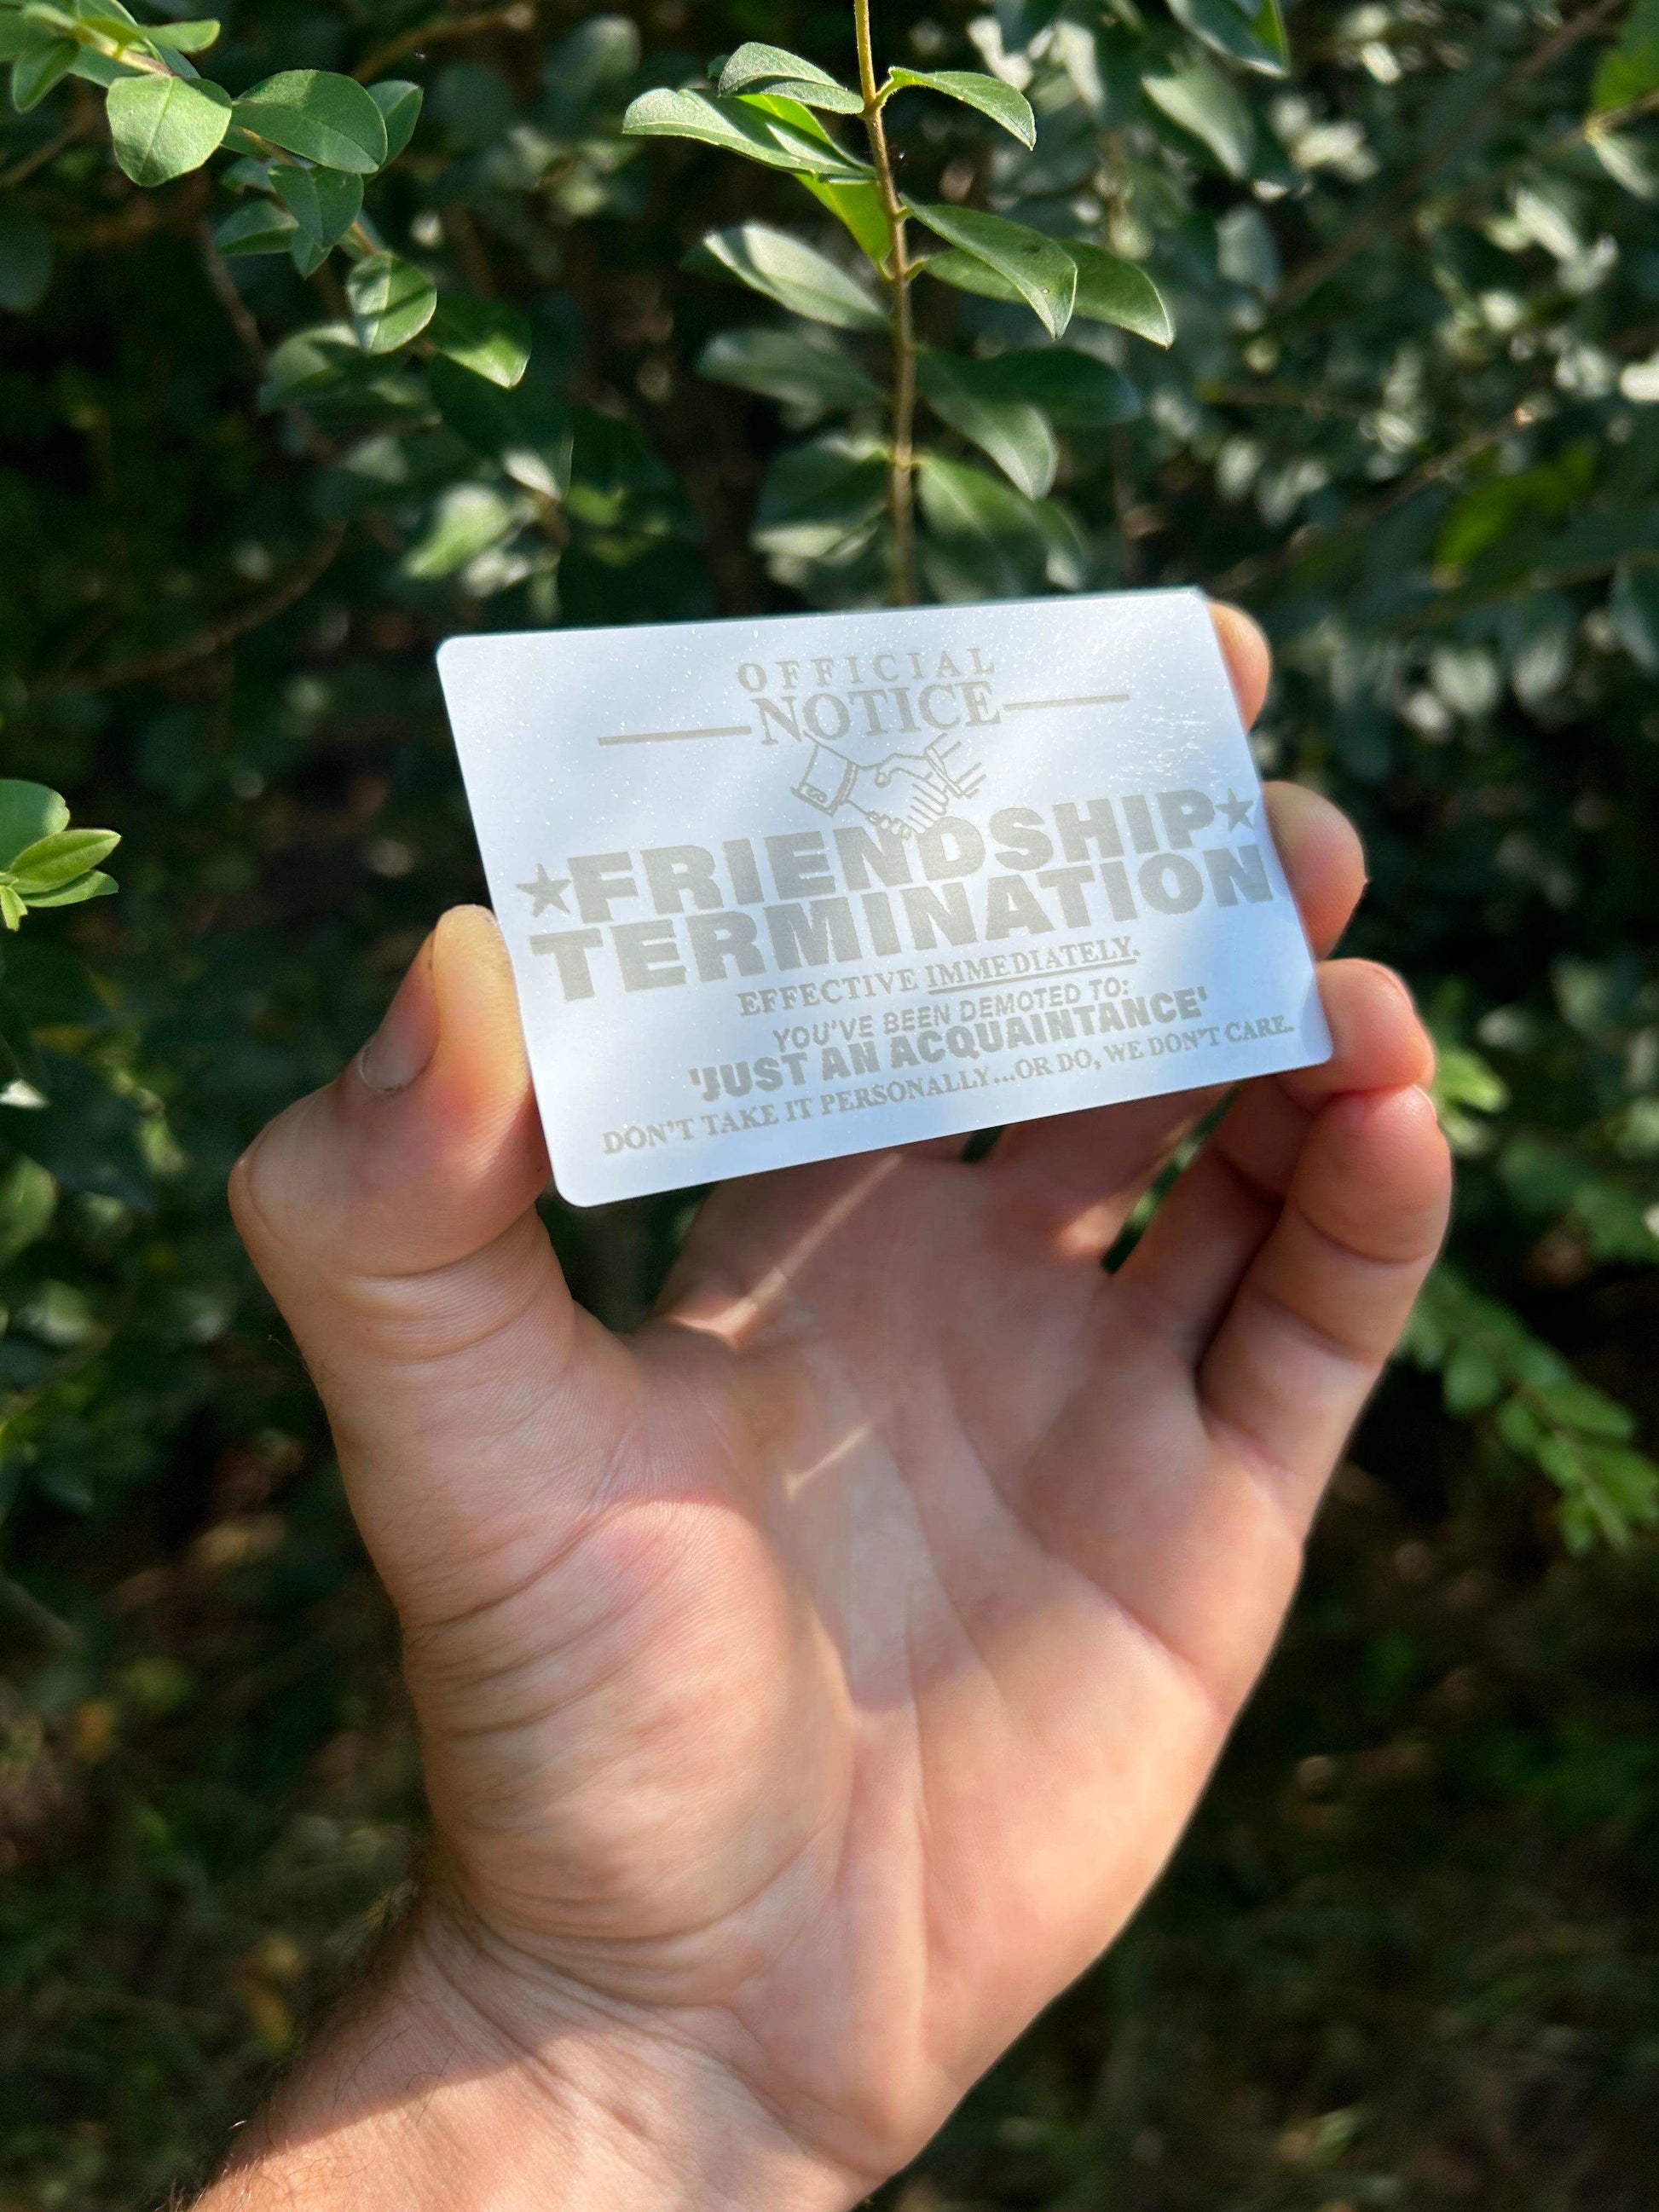 OFFICIAL
NOTICE
★FRIENDSHIP★
TERMINATION
EFFECTIVE IMMEDIATELY.
YOU'VE BEEN DEMOTED TO:
'JUST AN ACQUAINTANCE'
DON'T TAKE IT PERSONALLY...OR DO, WE DON'T CARE.